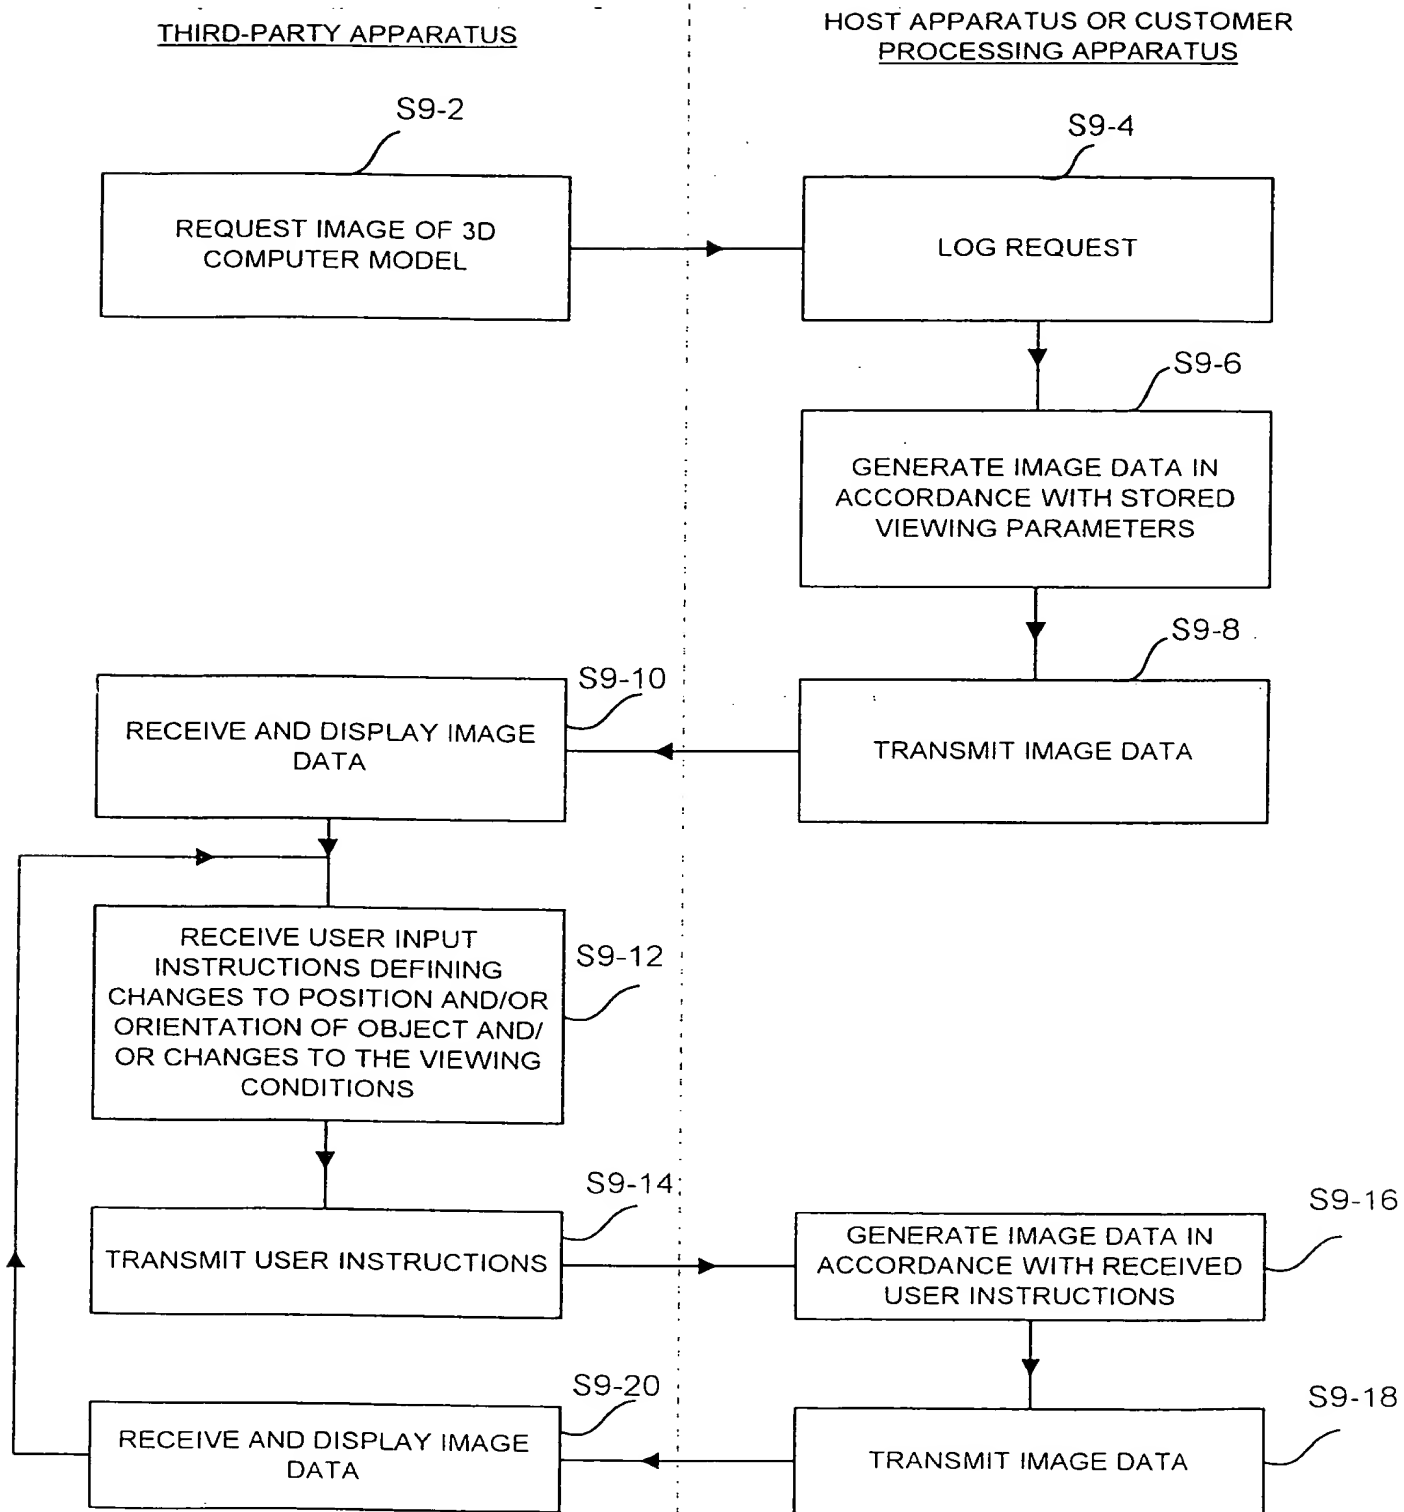 THIRD-PARTY APPARATUS
HOST APPARATUS OR CUSTOMER
PROCESSING APPARATUS
S9-2
REQUEST IMAGE OF 3D
COMPUTER MODEL
S9-4
LOG REQUEST
S9-6
GENERATE IMAGE DATA IN
ACCORDANCE WITH STORED
VIEWING PARAMETERS
S9-8
TRANSMIT IMAGE DATA
S9-10
RECEIVE AND DISPLAY IMAGE
DATA
S9-12
RECEIVE USER INPUT
INSTRUCTIONS DEFINING
CHANGES TO POSITION AND/OR
ORIENTATION OF OBJECT AND/
OR CHANGES TO THE VIEWING
CONDITIONS
S9-14
TRANSMIT USER INSTRUCTIONS
S9-16
GENERATE IMAGE DATA IN
ACCORDANCE WITH RECEIVED
USER INSTRUCTIONS
S9-18
TRANSMIT IMAGE DATA
S9-20
RECEIVE AND DISPLAY IMAGE
DATA